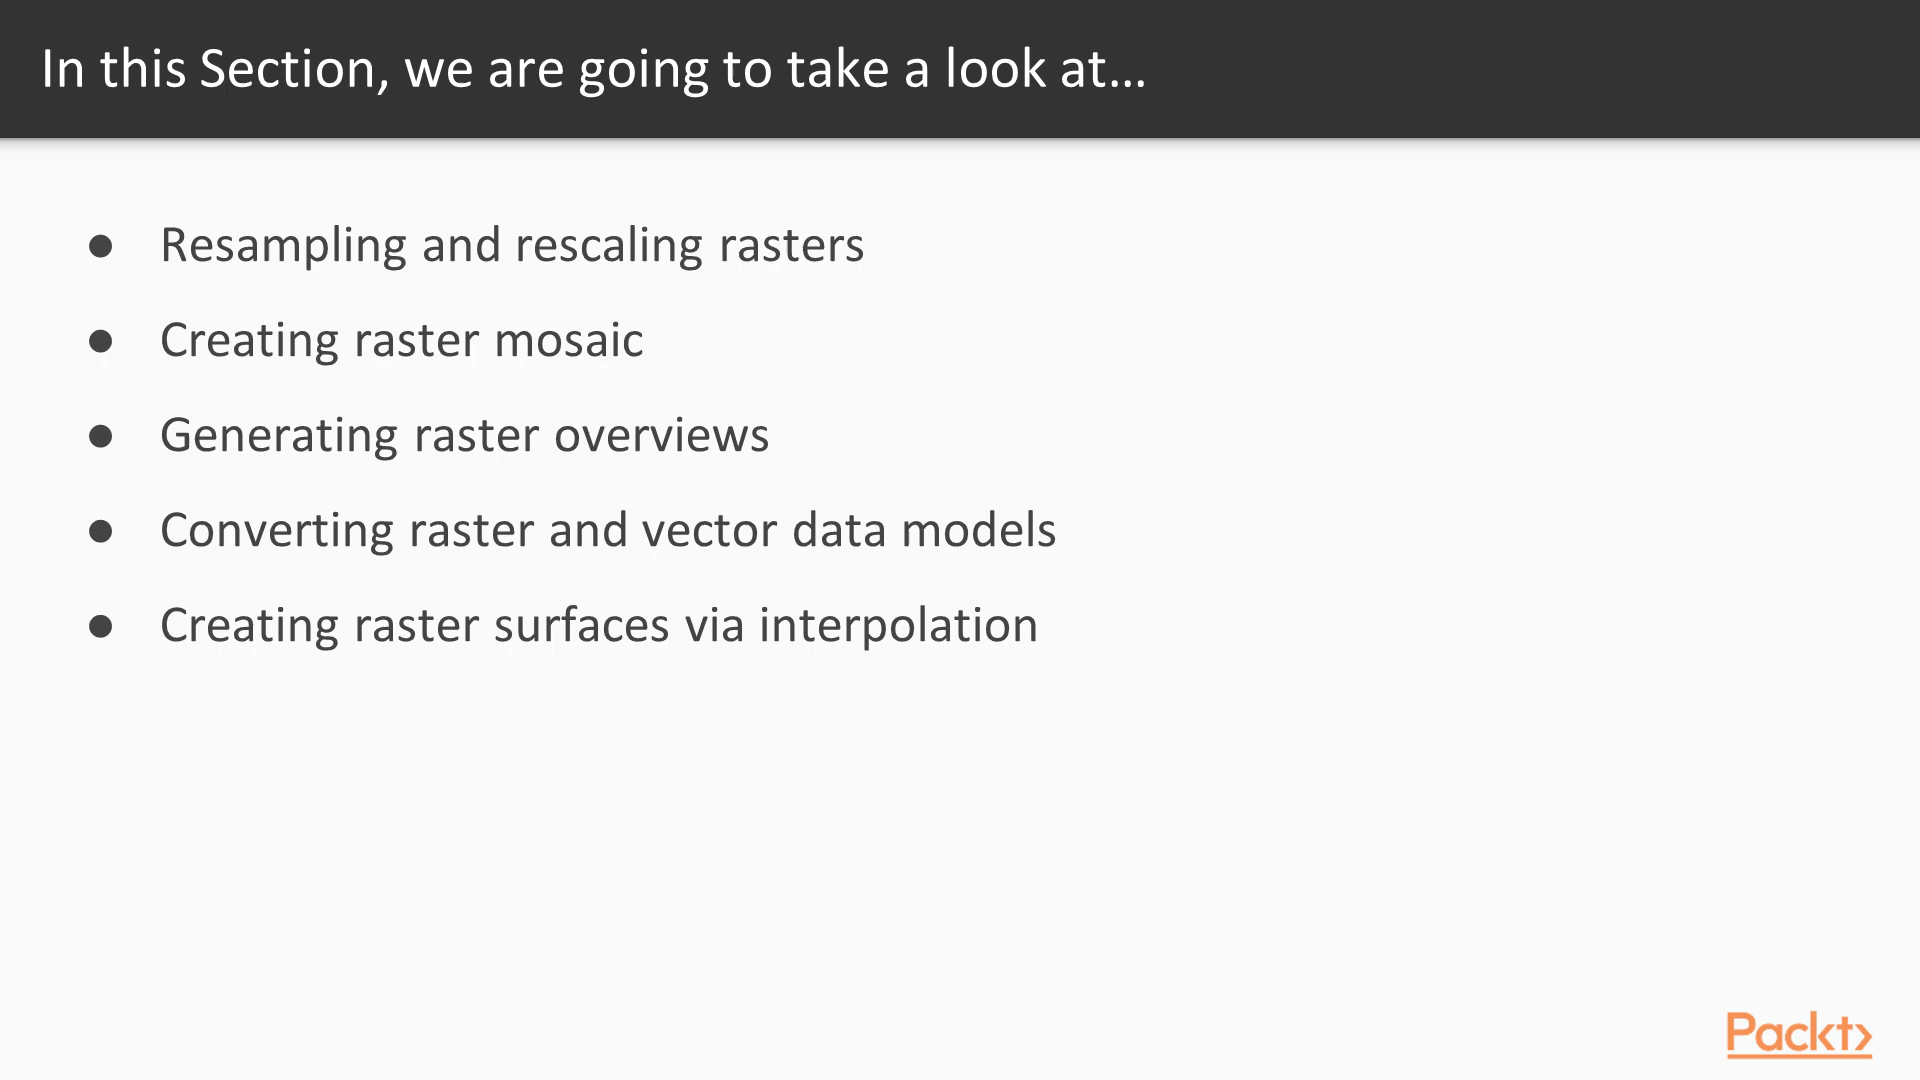 In this Section, we are going to take a look at...
● Resampling and rescaling rasters
● Creating raster mosaic
● Generating raster overviews
● Converting raster and vector data models
● Creating raster surfaces via interpolation
Packt>